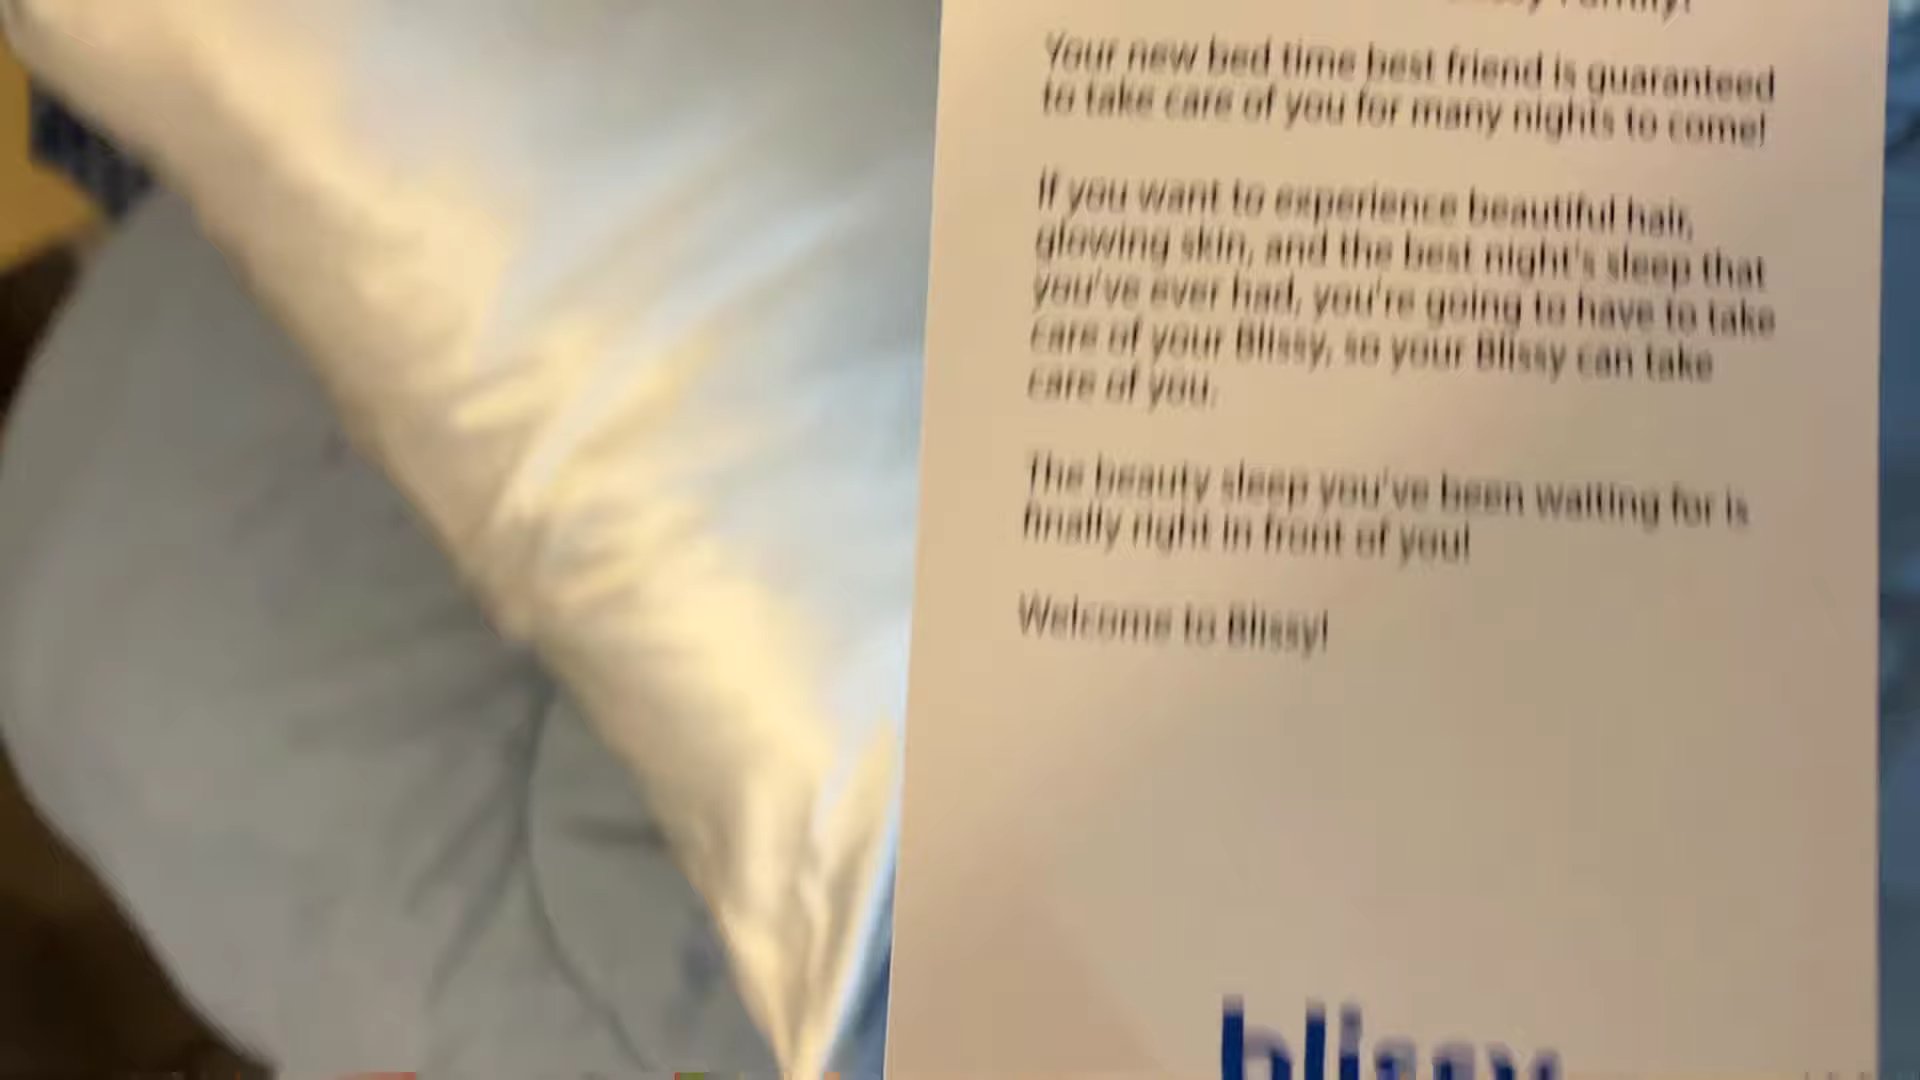 Family!
Your new bed time best friend is guaranteed
to take care of you for many nights to come!
If you want to experience beautiful hair,
glowing skin, and the best night's sleep that
you've ever had, you're going to have to take
care of your Blissy, so your Blissy can take
care of you.
The beauty sleep you've been waiting for is
finally right in front of you!
Welcome to Blissy!
blissy